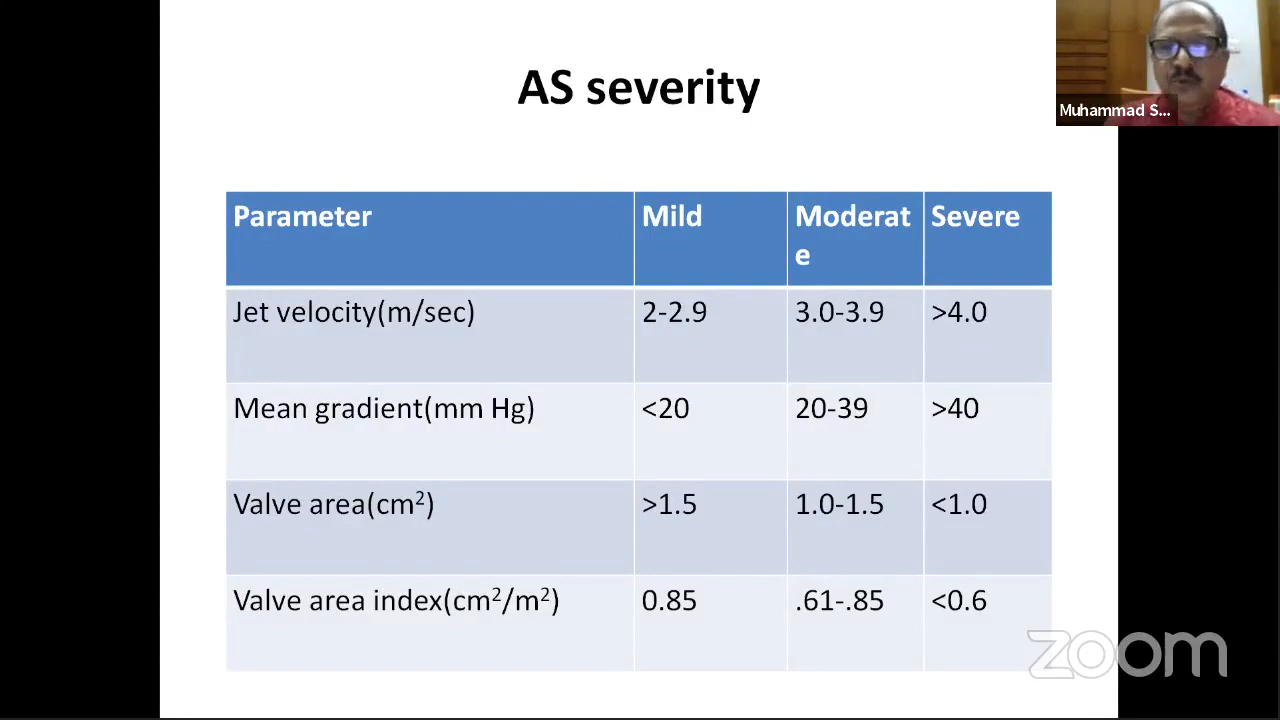 AS severity
Muhammad S...
Parameter Mild Moderat Severe
e
Jet velocity(m/sec) 2-2.9 3.0-3.9 >4.0
Mean gradient(mm Hg) <20 20-39 >40
Valve area(cm²) >1.5 1.0-1.5 <1.0
Valve area index(cm²/m²) 0.85 .61-.85 <0.6
zoom